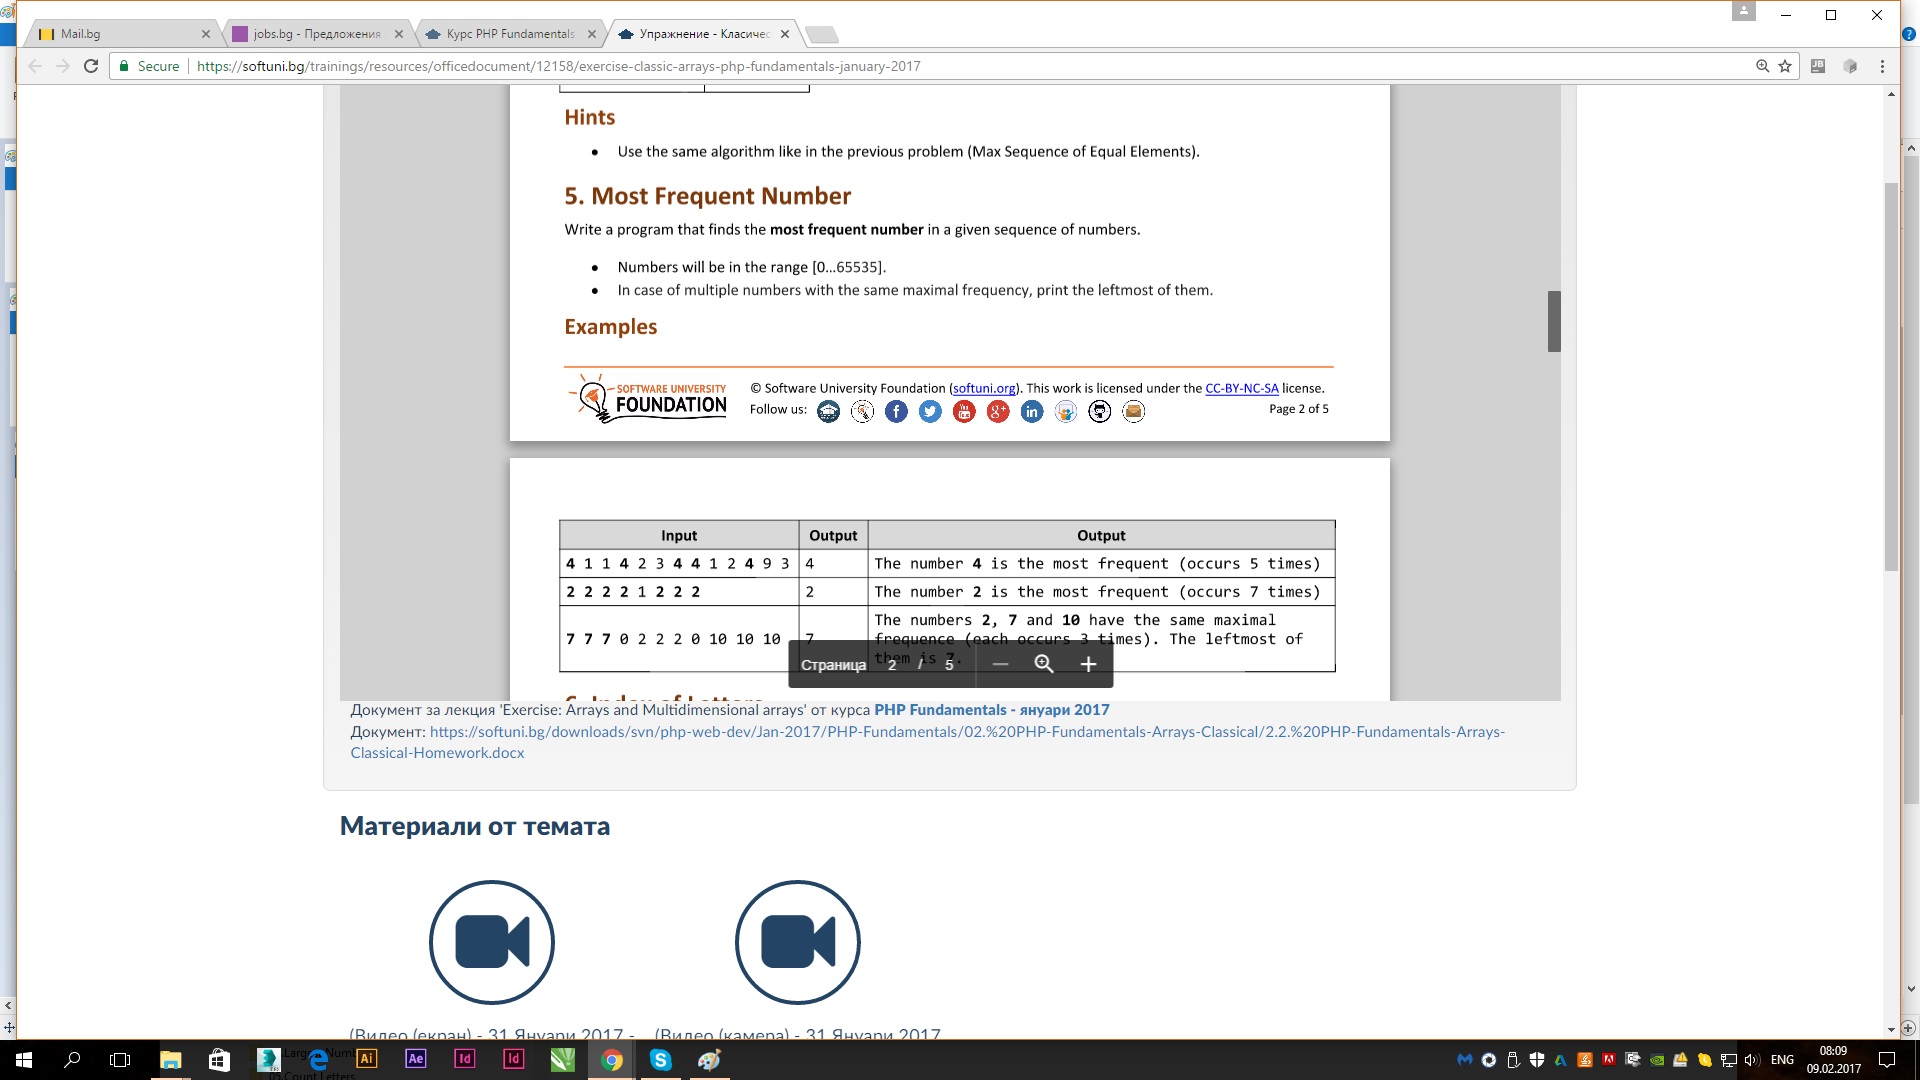 Mail.bg
jobs.bg - Предложения
Курс PHP Fundamentals
Упражнение - Класичес
Secure
https://softuni.bg/trainings/resources/officedocument/12158/exercise-classic-arrays-php-fundamentals-january-2017
Hints
• Use the same algorithm like in the previous problem (Max Sequence of Equal Elements).
5. Most Frequent Number
Write a program that finds the most frequent number in a given sequence of numbers.
• Numbers will be in the range [0…65535].
• In case of multiple numbers with the same maximal frequency, print the leftmost of them.
Examples
SOFTWARE UNIVERSITY
FOUNDATION
© Software University Foundation (softuni.org). This work is licensed under the CC-BY-NC-SA license.
Follow us:
Page 2 of 5
Input Output Output
4 1 1 4 2 3 4 4 1 2 4 9 3 4 The number 4 is the most frequent (occurs 5 times)
2 2 2 2 1 2 2 2 2 The number 2 is the most frequent (occurs 7 times)
7 7 7 0 2 2 2 0 10 10 10 7 The numbers 2, 7 and 10 have the same maximal
frequence (each occurs 3 times). The leftmost of
them is 7.
Страница 2 / 5
6. Index of Letters
Документ за лекция 'Exercise: Arrays and Multidimensional arrays' от курса PHP Fundamentals - януари 2017
Документ: https://softuni.bg/downloads/svn/php-web-dev/Jan-2017/PHP-Fundamentals/02.%20PHP-Fundamentals-Arrays-Classical/2.2.%20PHP-Fundamentals-Arrays-
Classical-Homework.docx
Материали от темата
(Видео (екран) - 31 Януари 2017 -
(Видео (камера) - 31 Януари 2017
Ai
Ae
Id
Id
ENG
08:09
09.02.2017